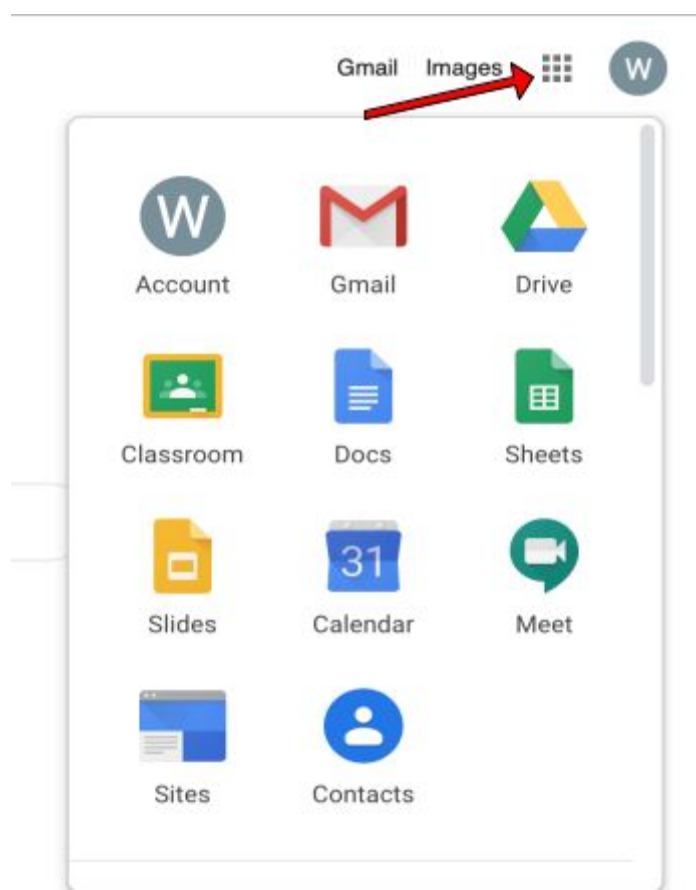 Gmail Images W
W
Account Gmail Drive
Classroom Docs Sheets
31
Slides Calendar Meet
Sites Contacts